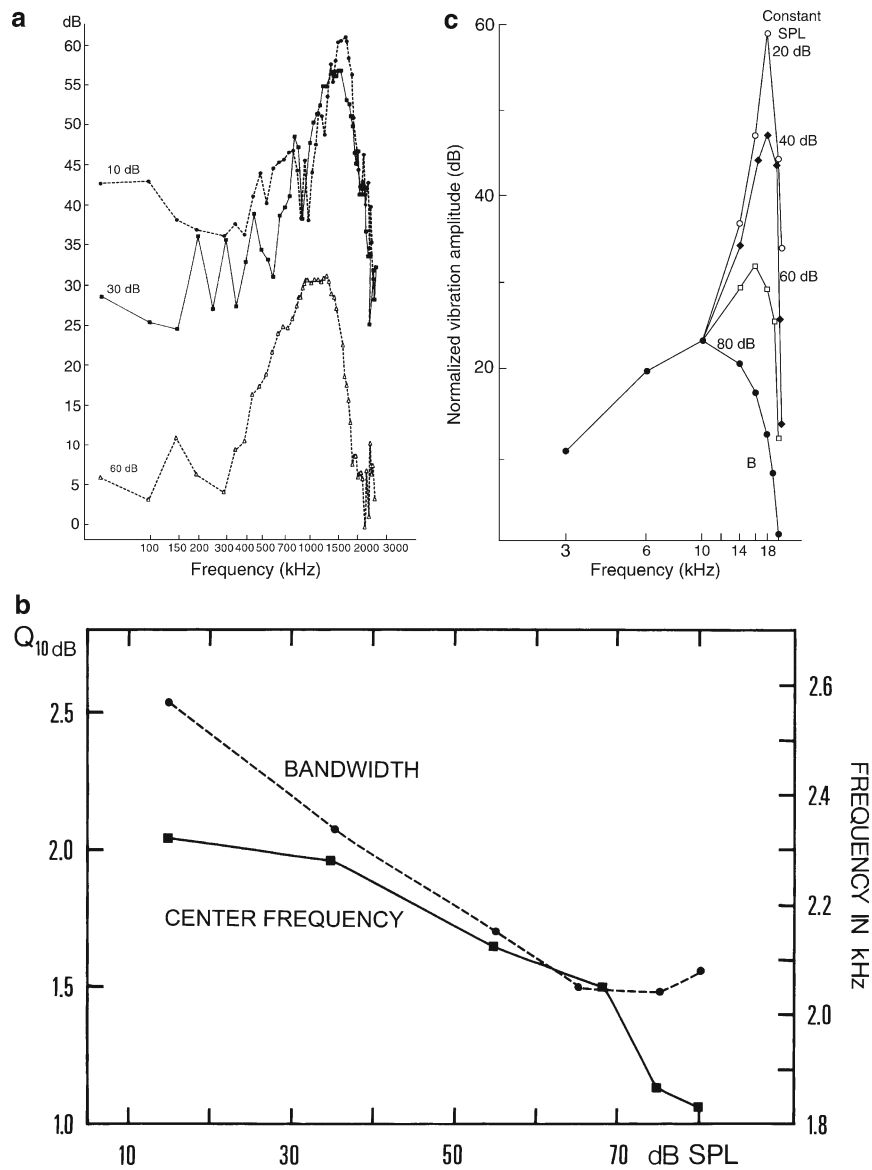 a
dB
60
55
50
45
40
35
30
25
20
15
10
5
0
10 dB
30 dB
60 dB
100 150 200 300 400 500 700 1000 1500 2000 3000
Frequency (kHz)
c
60
40
20
Normalized vibration amplitude (dB)
Constant
SPL
20 dB
40 dB
60 dB
80 dB
B
3 6 10 14 18
Frequency (kHz)
b
Q10 dB
2.5
2.0
1.5
1.0
BANDWIDTH
CENTER FREQUENCY
2.6
2.4
2.2
2.0
1.8
FREQUENCY IN kHz
10 30 50 70 dB SPL